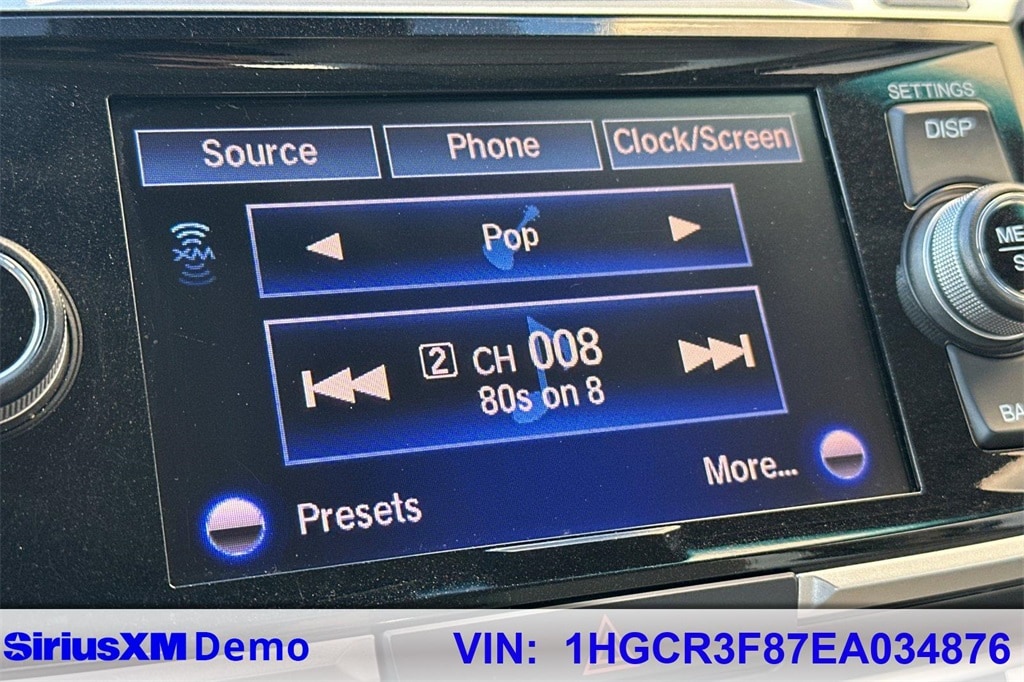 SETTINGS
DISP
Source Phone Clock/Screen
XM
Pop
2 CH 008
80s on 8
More...
Presets
SiriusXM Demo VIN: 1HGCR3F87EA034876